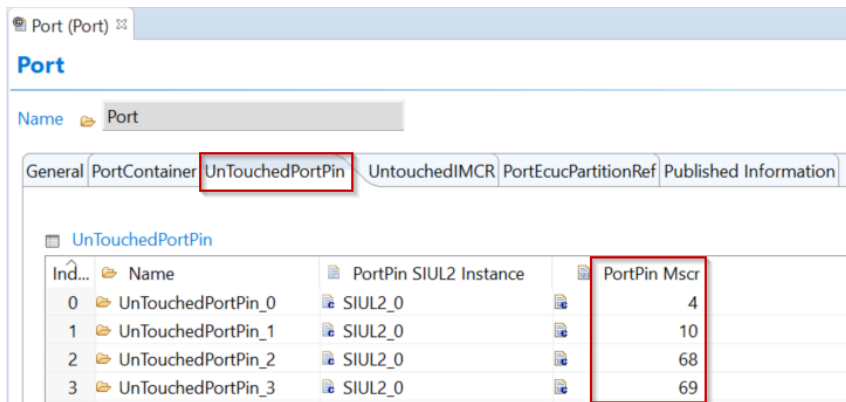 Port (Port)
Port
Name Port
General PortContainer UnTouchedPortPin UntouchedIMCR PortEcucPartitionRef Published Information
UnTouchedPortPin
Ind... Name PortPin SIUL2 Instance PortPin Mscr
0 UnTouchedPortPin_0 SIUL2_0 4
1 UnTouchedPortPin_1 SIUL2_0 10
2 UnTouchedPortPin_2 SIUL2_0 68
3 UnTouchedPortPin_3 SIUL2_0 69